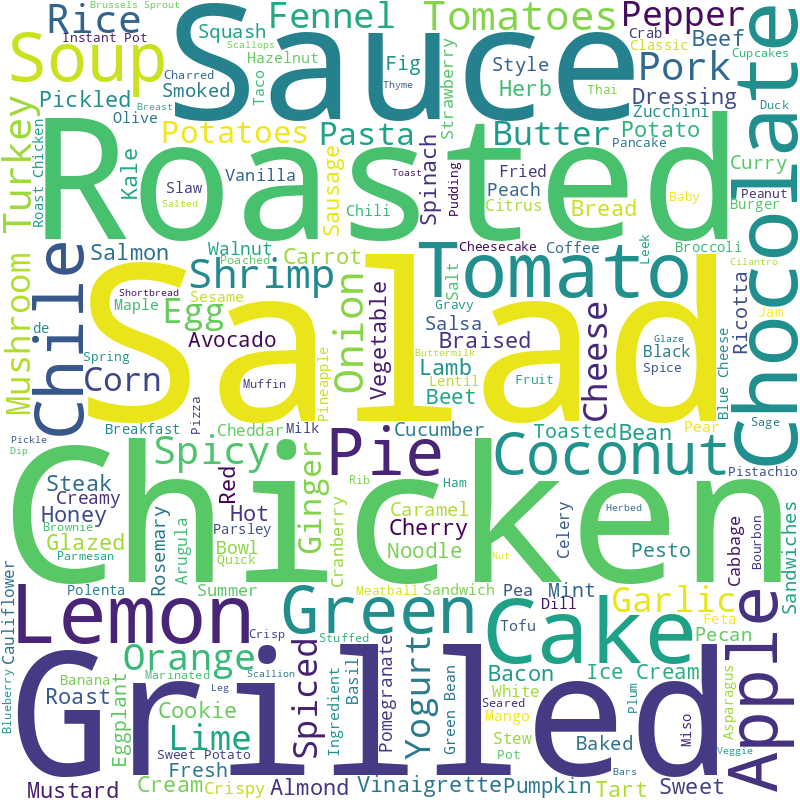 Brussels Sprout
Rice
Instant Pot
Squash
Scallops
Fennel
Tomatoes
Pepper
Crab
Classic
Cupcakes
Soup
Sauce
Hazelnut
Charred
Smoked
Taco
Fig
Thyme
Strawberry
Style
Herb
Pork
Beef
Thai
Dressing
Zucchini
Duck
Chocolate
Pickled
Olive
Breast
Turkey
Roast Chicken
Roasted
Potatoes
Pasta
Butter
Potato
Pancake
Kale
Slaw
Salted
Vanilla
Sausage
Chili
Toast
Spinach
Pudding
Fried
Peach
Citrus
Bread
Baby
Curry
Peanut
Burger
Mushroom
Chile
Salmon
Walnut
Poached
Carrot
Cheesecake
Coffee
Leek
Broccoli
Cilantro
Shrimp
Tomato
Ricotta
Shortbread
Maple
de
Egg
Sesame
Onion
Gravy
Salt
Jam
Salad
Avocado
Vegetable
Salsa
Braised
Cheese
Glaze
Black
Spice
Blue Cheese
Spring
Corn
Muffin
Pineapple
Buttermilk
Lamb
Lentil
Beet
Fruit
Breakfast
Pizza
Cheddar
Milk
Cucumber
Toasted
Bean
Pear
Sage
Pickle
Dip
Spicy
Pie
Coconut
Pistachio
Steak
Creamy
Honey
Brownie
Glazed
Parmesan
Chicken
Red
Hot
Parsley
Bowl
Quick
Ginger
Cranberry
Rib
Ham
Caramel
Cherry
Noodle
Herbed
Celery
Pesto
Cabbage
Bourbon
Sandwiches
Rosemary
Arugula
Nut
Polenta
Summer
Meatball
Sandwich
Pea
Mint
Cauliflower
Lemon
Crisp
Green
Stuffed
Dill
Tofu
Cake
Garlic
Feta
Pecan
Apple
Blueberry
Orange
Banana
Marinated
Leg
Scallion
Spiced
Ingredient
Basil
Pomegranate
Yogurt
Green Bean
Bacon
White
Ice Cream
Plum
Asparagus
Roast
Eggplant
Cookie
Grilled
Seared
Mango
Miso
Veggie
Lime
Sweet Potato
Stew
Pot
Baked
Bars
Mustard
Cream
Fresh
Crispy
Almond
Vinaigrette
Pumpkin
Tart
Sweet